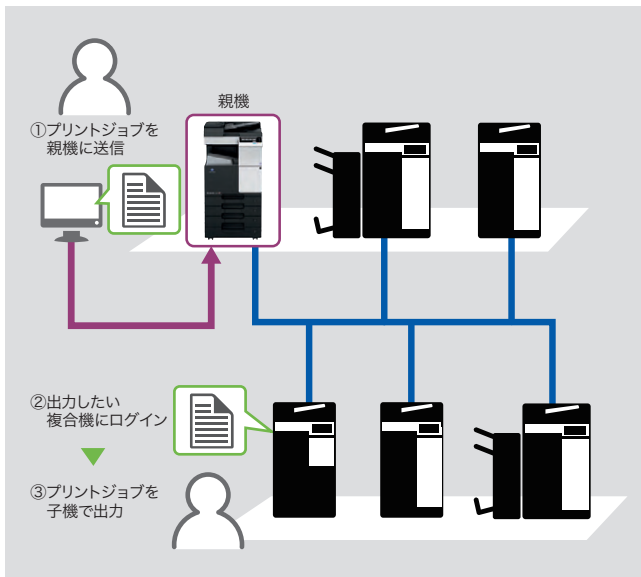 親機
①プリントジョブを
親機に送信
②出力したい
複合機にログイン
③プリントジョブを
子機で出力